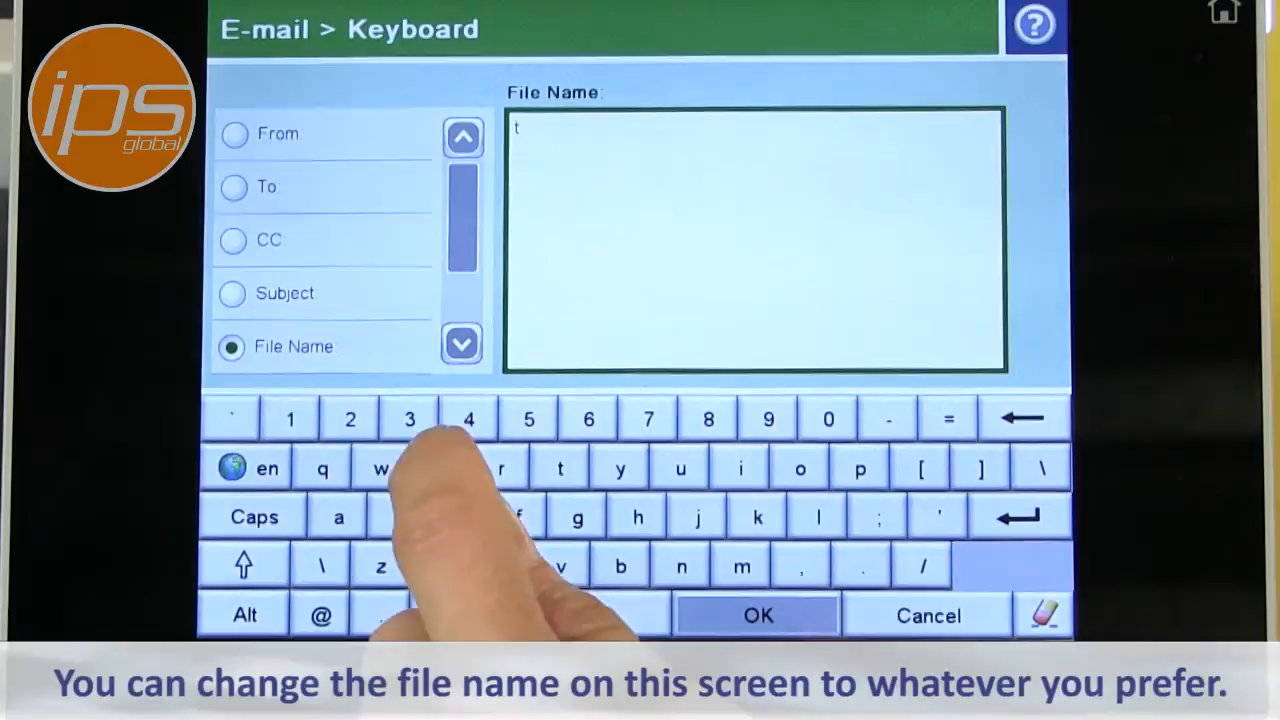 E-mail > Keyboard
?
ips
global
File Name:
t
From
To
CC
Subject
File Name:
` 1 2 3 4 5 6 7 8 9 0 - =
en q w r t y u i o p [ ] \
Caps a f g h j k l ; '
\ z v b n m , . /
Alt @ . OK Cancel
You can change the file name on this screen to whatever you prefer.